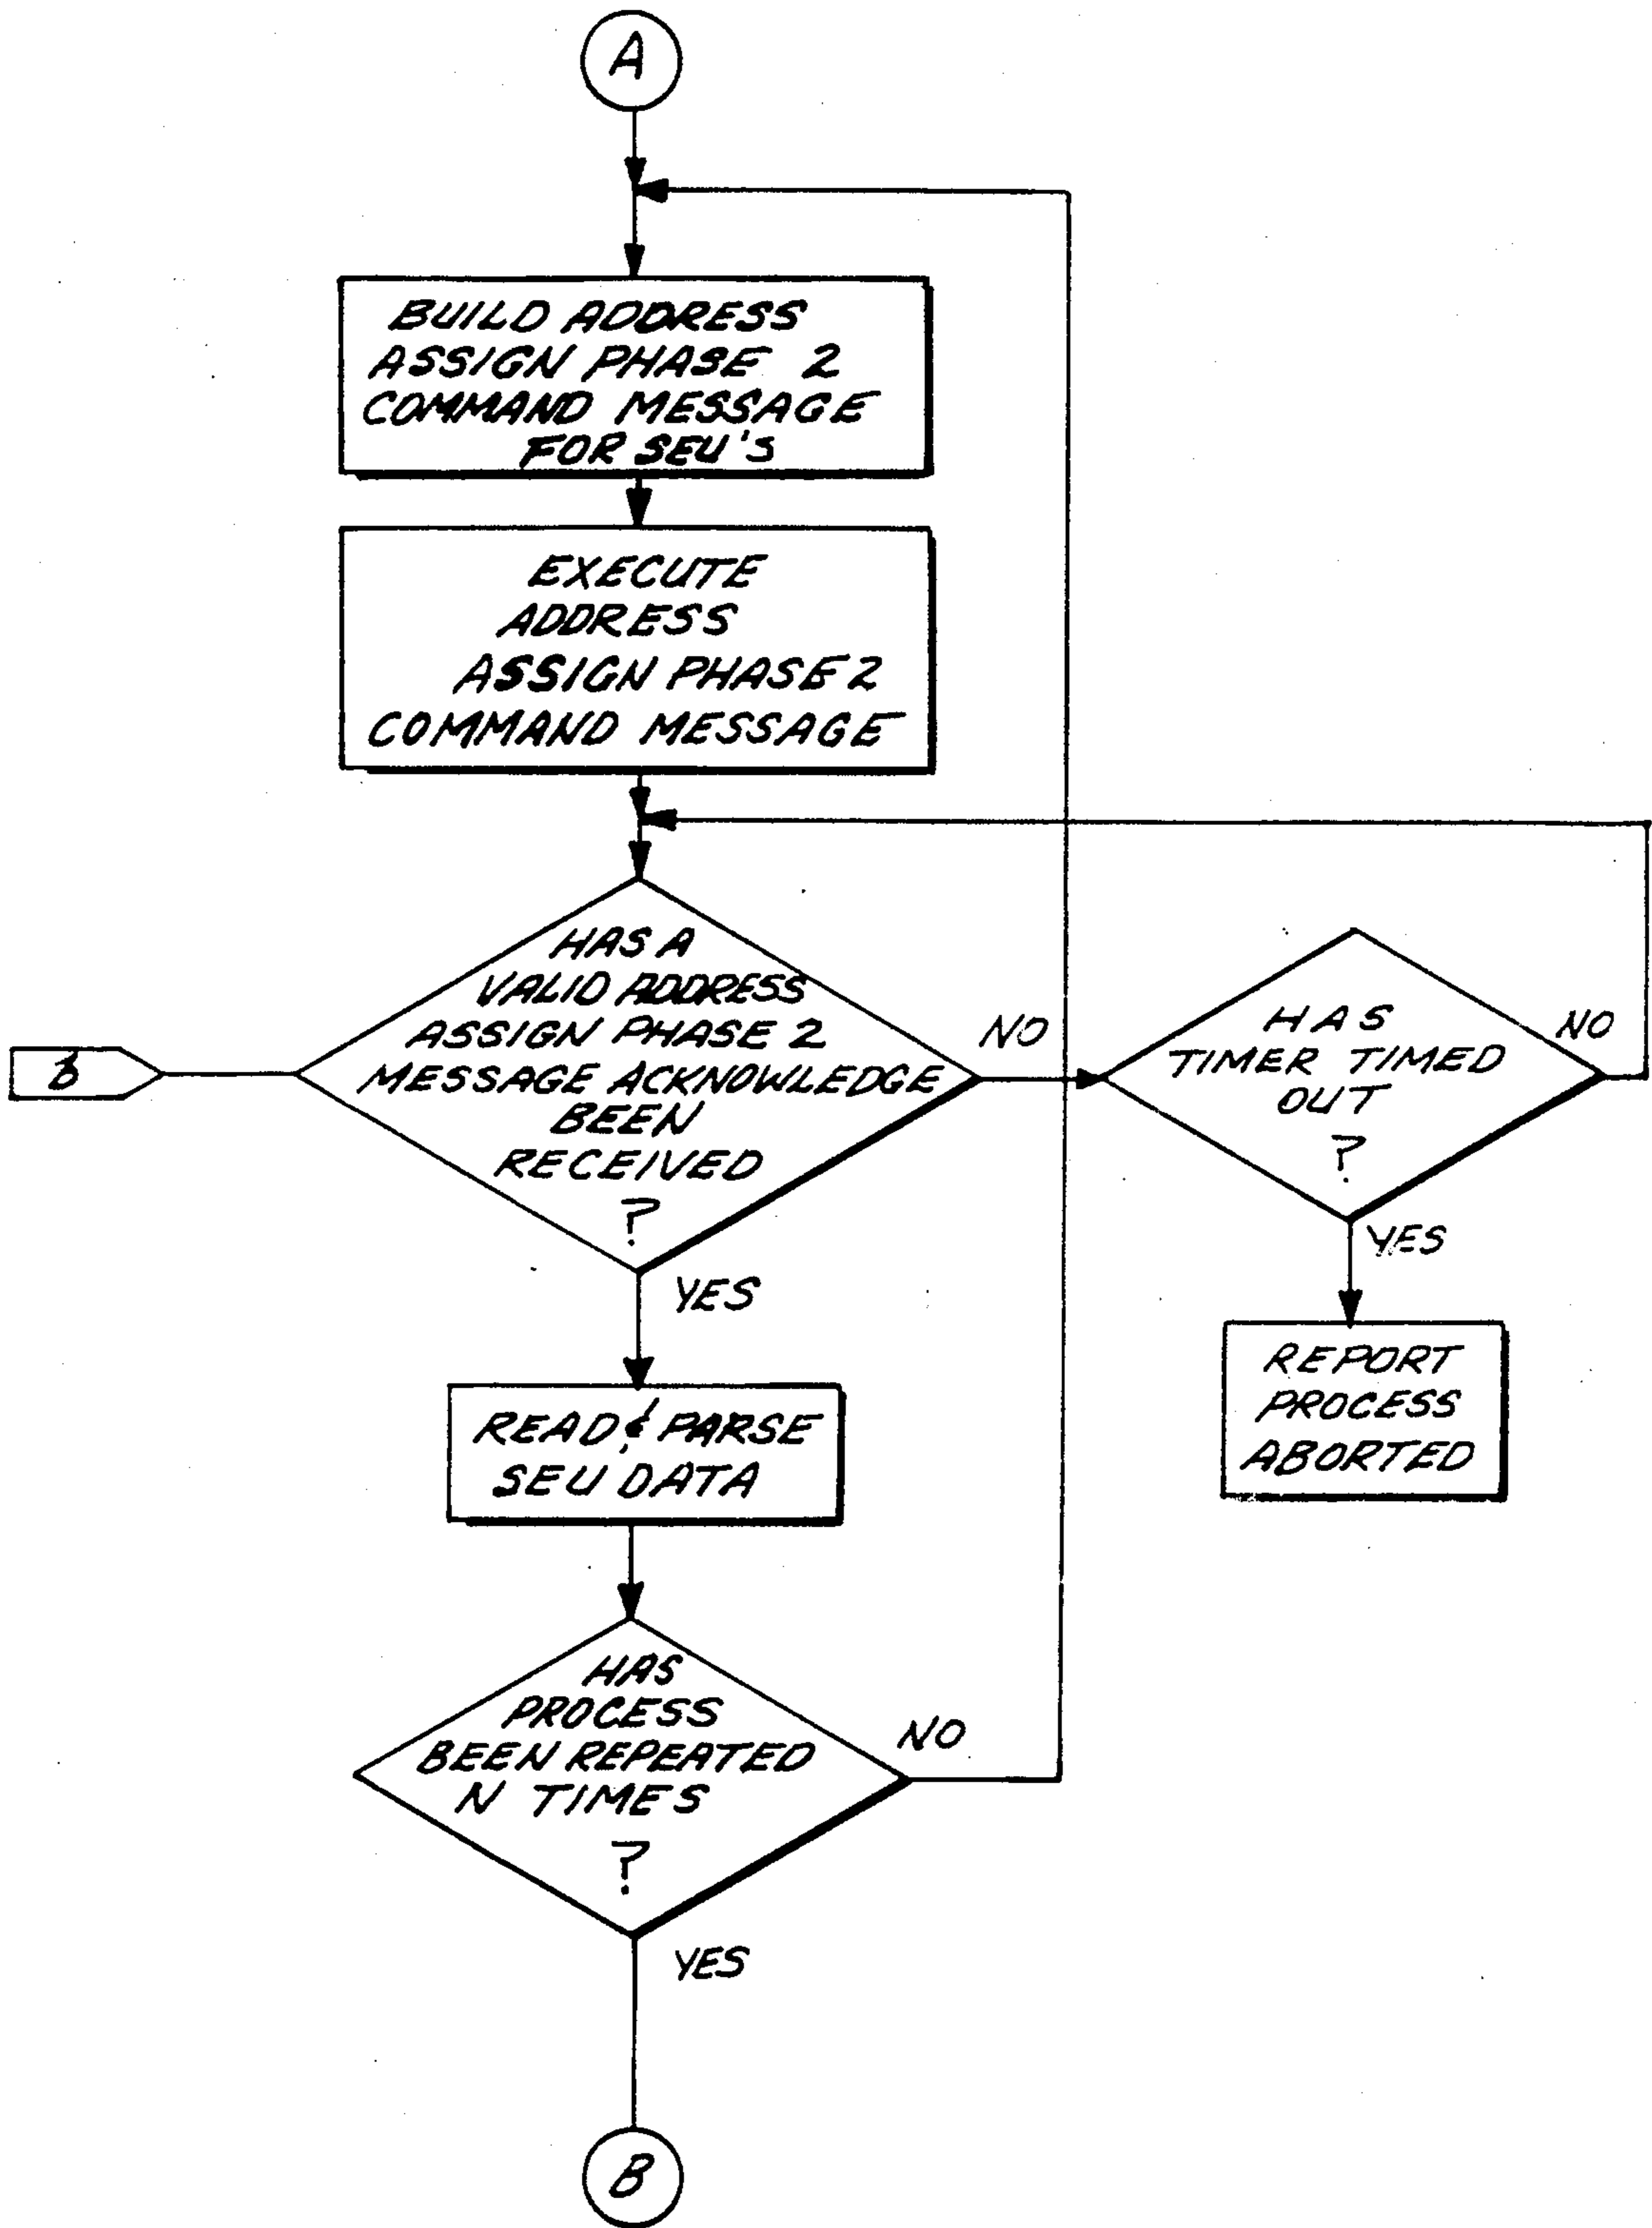 A
BUILD ADDRESS
ASSIGN PHASE 2
COMMAND MESSAGE
FOR SEU'S
EXECUTE
ADDRESS
ASSIGN PHASE 2
COMMAND MESSAGE
HAS A
VALID ADDRESS
ASSIGN PHASE 2
MESSAGE ACKNOWLEDGE
BEEN
RECEIVED
?
NO
HAS
TIMER TIMED
OUT
?
NO
YES
REPORT
PROCESS
ABORTED
b
YES
READ & PARSE
SEU DATA
HAS
PROCESS
BEEN REPEATED
N TIMES
?
NO
YES
B